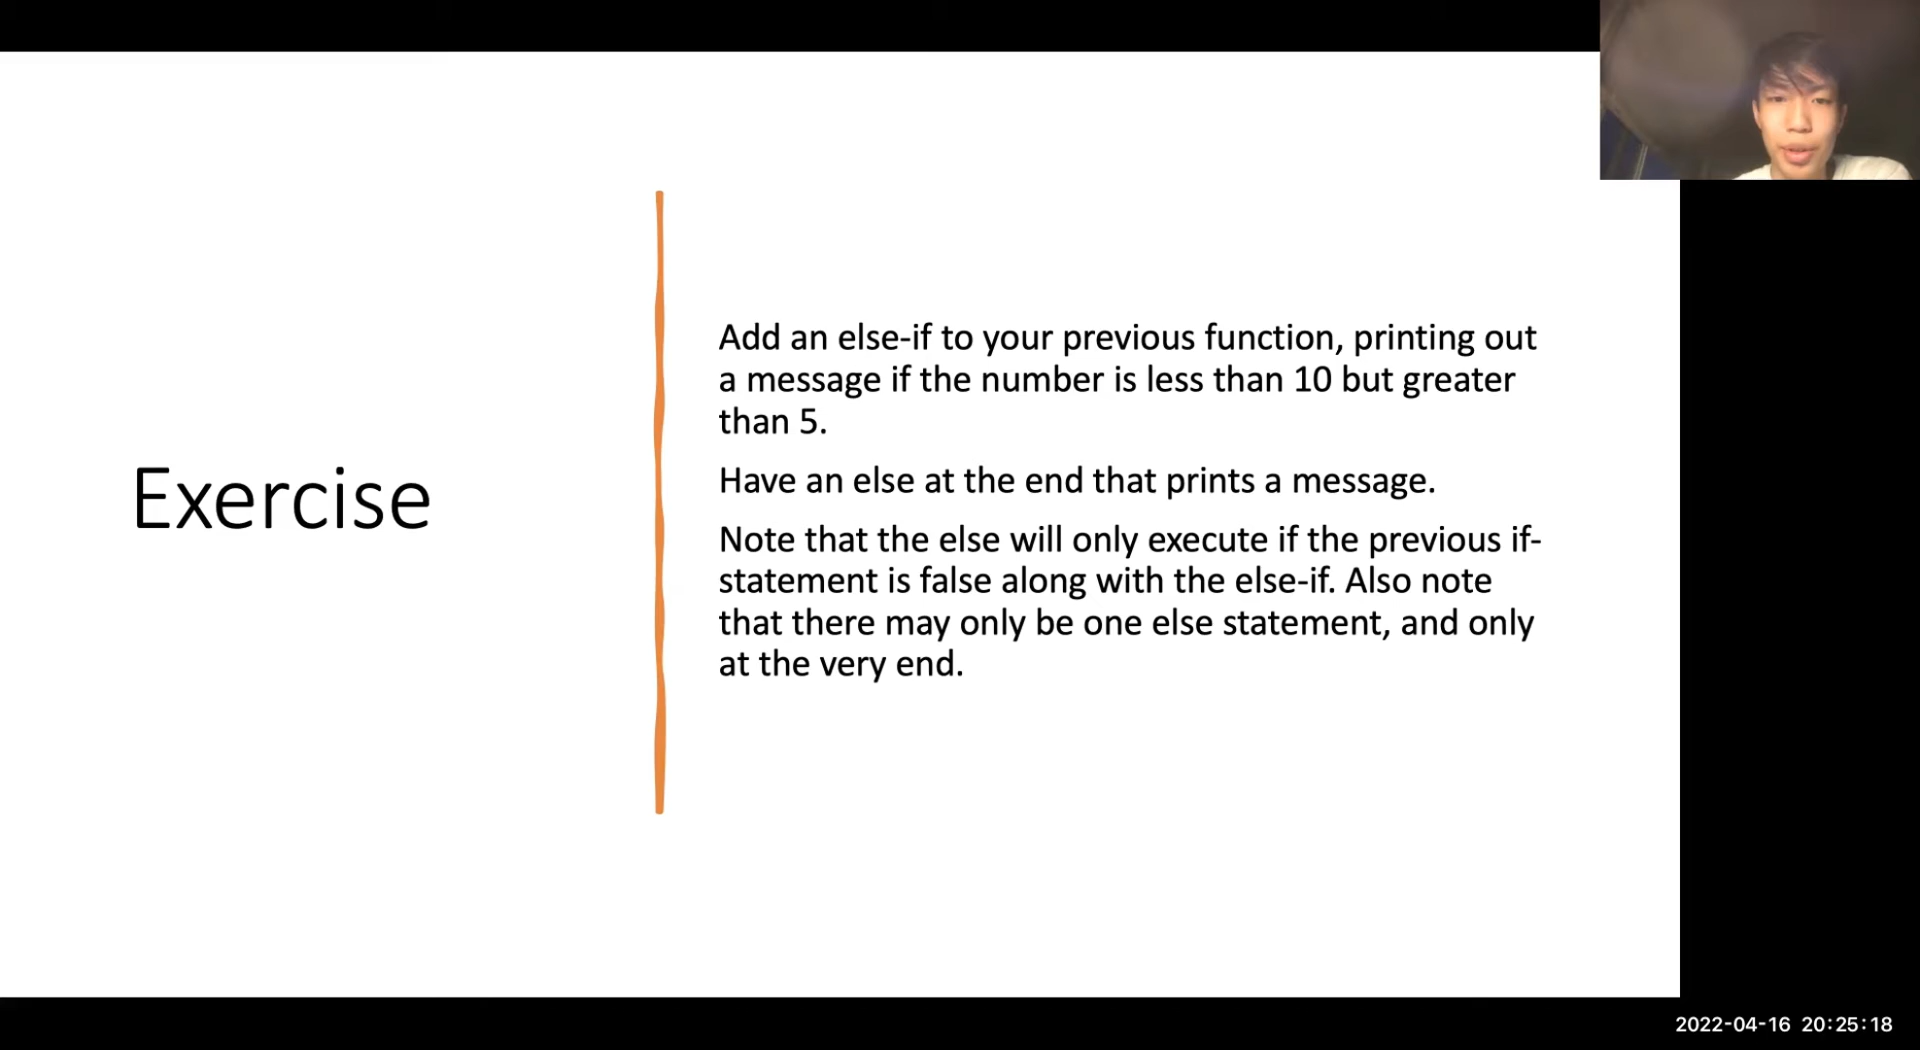 Exercise
Add an else-if to your previous function, printing out
a message if the number is less than 10 but greater
than 5.
Have an else at the end that prints a message.
Note that the else will only execute if the previous if-
statement is false along with the else-if. Also note
that there may only be one else statement, and only
at the very end.
2022-04-16 20:25:18